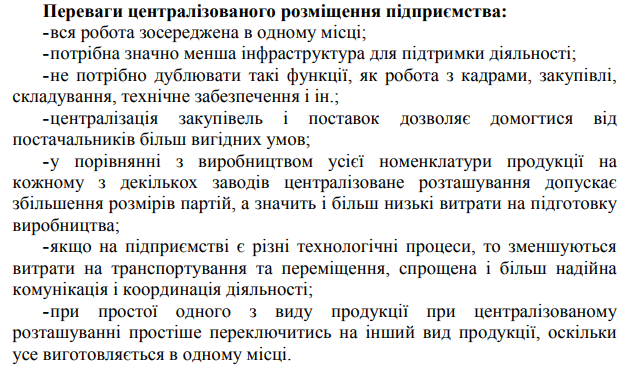 Переваги централізованого розміщення підприємства:
-вся робота зосереджена в одному місці;
-потрібна значно менша інфраструктура для підтримки діяльності;
-не потрібно дублювати такі функції, як робота з кадрами, закупівлі,
складування, технічне забезпечення і ін.;
-централізація закупівель і поставок дозволяє домогтися від
постачальників більш вигідних умов;
-у порівнянні з виробництвом усієї номенклатури продукції на
кожному з декількох заводів централізоване розташування допускає
збільшення розмірів партій, а значить і більш низькі витрати на підготовку
виробництва;
-якщо на підприємстві є різні технологічні процеси, то зменшуються
витрати на транспортування та переміщення, спрощена і більш надійна
комунікація і координація діяльності;
-при простої одного з виду продукції при централізованому
розташуванні простіше переключитись на інший вид продукції, оскільки
усе виготовляється в одному місці.